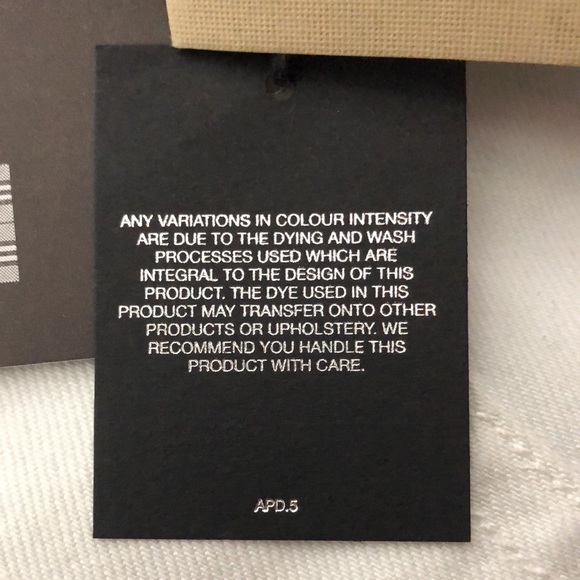 ANY VARIATIONS IN COLOUR INTENSITY
ARE DUE TO THE DYING AND WASH
PROCESSES USED WHICH ARE
INTEGRAL TO THE DESIGN OF THIS
PRODUCT. THE DYE USED IN THIS
PRODUCT MAY TRANSFER ONTO OTHER
PRODUCTS OR UPHOLSTERY. WE
RECOMMEND YOU HANDLE THIS
PRODUCT WITH CARE.
APD.5